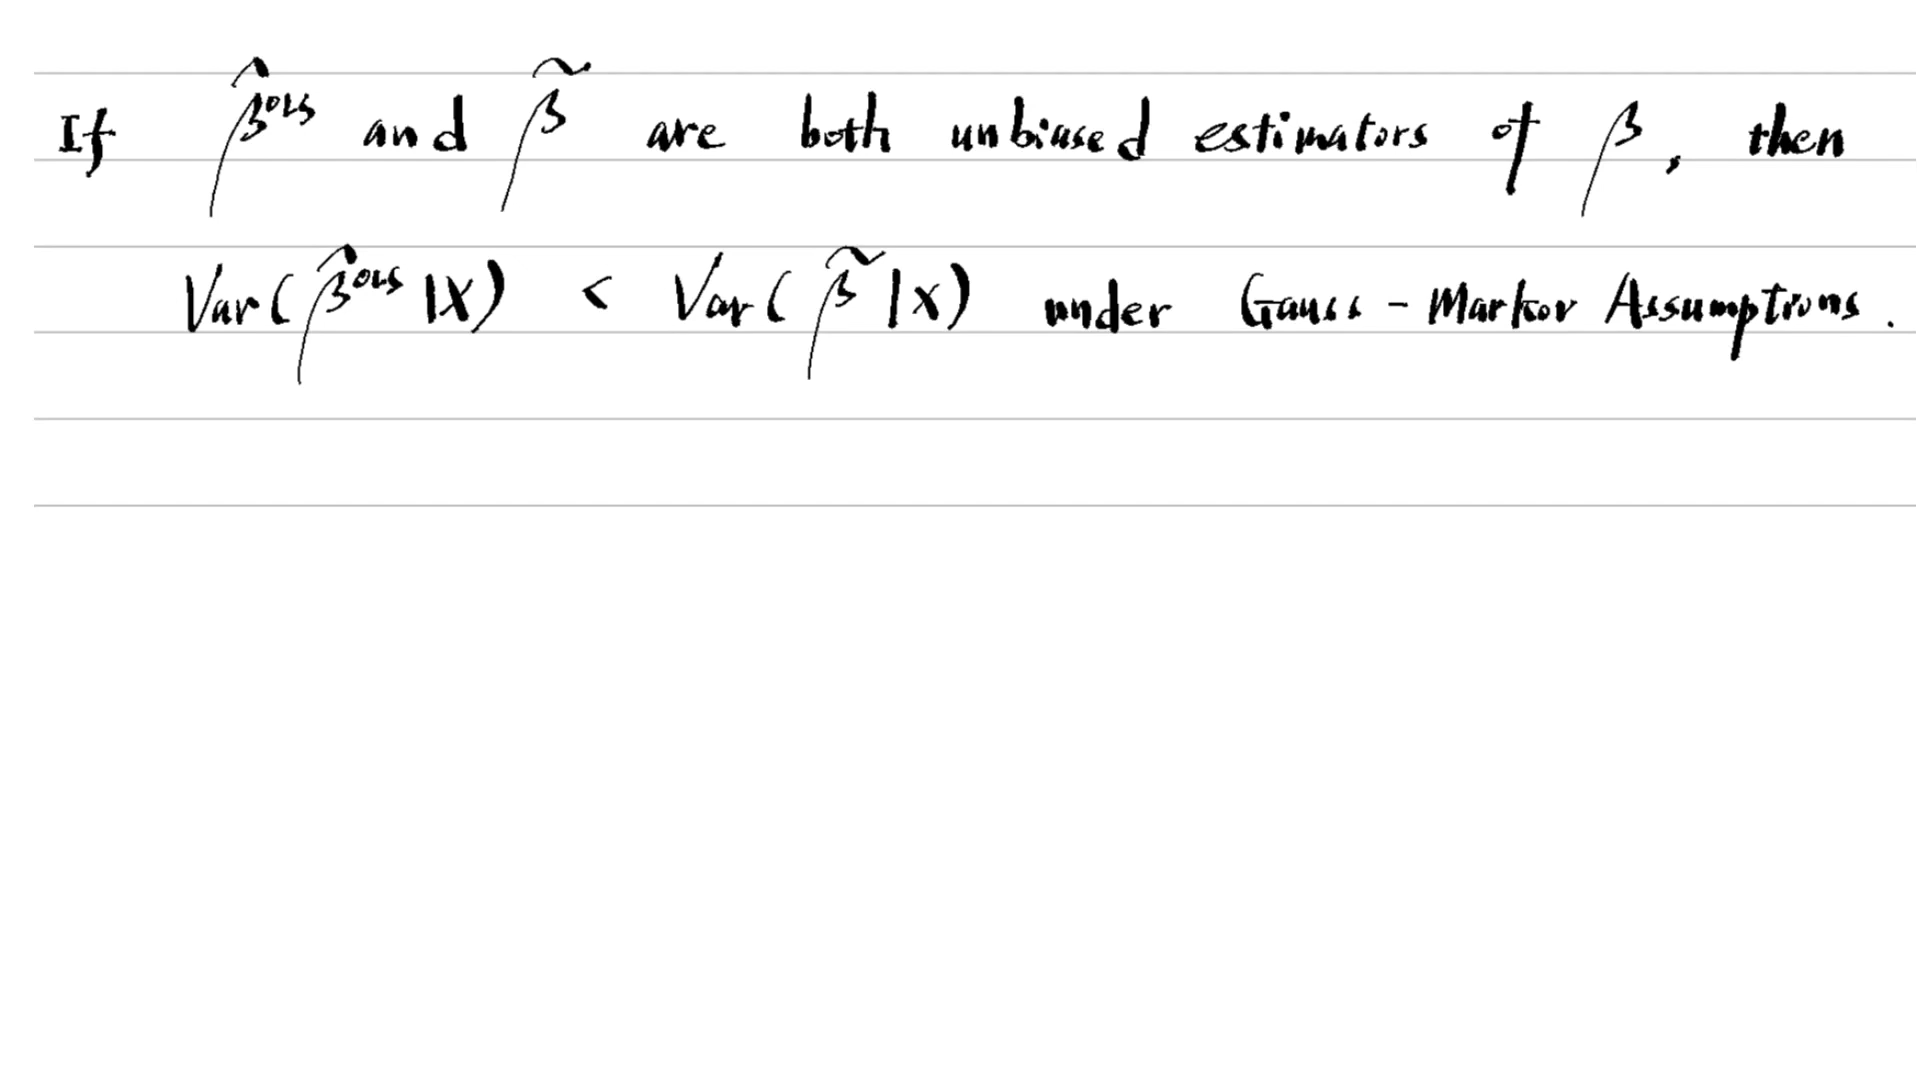 If β̂ᴼᴸˢ and β̃ are both unbiased estimators of β, then
Var(β̂ᴼᴸˢ|X) < Var(β̃|X) under Gauss-Markov Assumptions.